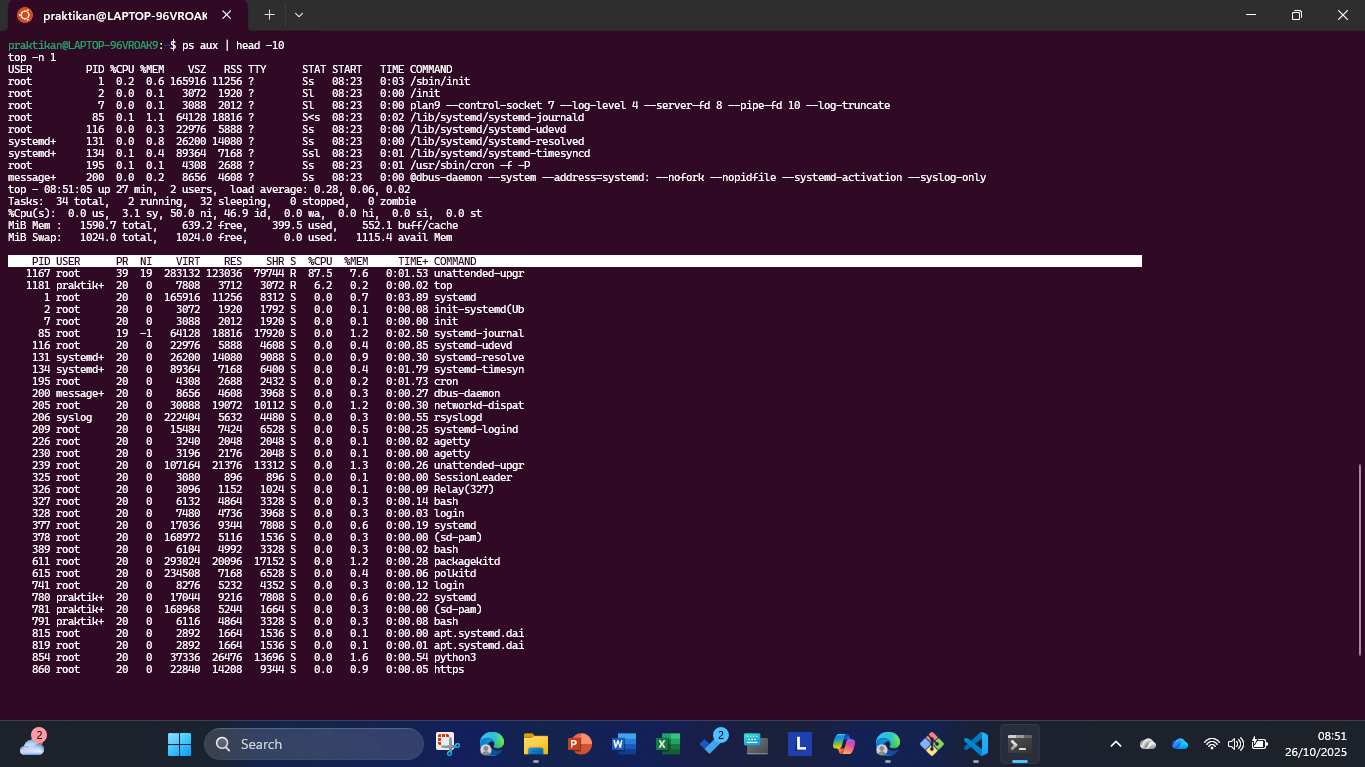 praktikan@LAPTOP-96VROAK
praktikan@LAPTOP-96VROAK9: $ ps aux | head -10
top -n 1
USER PID %CPU %MEM VSZ RSS TTY STAT START TIME COMMAND
root 1 0.2 0.6 165916 11256 ? Ss 08:23 0:03 /sbin/init
root 2 0.0 0.1 3072 1920 ? Sl 08:23 0:00 /init
root 7 0.0 0.1 3088 2012 ? Sl 08:23 0:00 plan9 --control-socket 7 --log-level 4 --server-fd 8 --pipe-fd 10 --log-truncate
root 85 0.1 1.1 64128 18816 ? S<s 08:23 0:02 /lib/systemd/systemd-journald
root 116 0.0 0.3 22976 5888 ? Ss 08:23 0:00 /lib/systemd/systemd-udevd
systemd+ 131 0.0 0.8 26200 14080 ? Ss 08:23 0:00 /lib/systemd/systemd-resolved
systemd+ 134 0.1 0.4 89364 7168 ? Ssl 08:23 0:01 /lib/systemd/systemd-timesyncd
root 195 0.1 0.1 4308 2688 ? Ss 08:23 0:01 /usr/sbin/cron -f -P
message+ 200 0.0 0.2 8656 4608 ? Ss 08:23 0:00 @dbus-daemon --system --address=systemd: --nofork --nopidfile --systemd-activation --syslog-only
top - 08:51:05 up 27 min, 2 users, load average: 0.28, 0.06, 0.02
Tasks: 34 total, 2 running, 32 sleeping, 0 stopped, 0 zombie
%Cpu(s): 0.0 us, 3.1 sy, 50.0 ni, 46.9 id, 0.0 wa, 0.0 hi, 0.0 si, 0.0 st
MiB Mem : 1590.7 total, 639.2 free, 399.5 used, 552.1 buff/cache
MiB Swap: 1024.0 total, 1024.0 free, 0.0 used. 1115.4 avail Mem
PID USER PR NI VIRT RES SHR S %CPU %MEM TIME+ COMMAND
1167 root 39 19 283132 123036 79744 R 87.5 7.6 0:01.53 unattended-upgr
1181 praktik+ 20 0 7808 3712 3072 R 6.2 0.2 0:00.02 top
1 root 20 0 165916 11256 8312 S 0.0 0.7 0:03.89 systemd
2 root 20 0 3072 1920 1792 S 0.0 0.1 0:00.08 init-systemd(Ub
7 root 20 0 3088 2012 1920 S 0.0 0.1 0:00.00 init
85 root 19 -1 64128 18816 17920 S 0.0 1.2 0:02.50 systemd-journal
116 root 20 0 22976 5888 4608 S 0.0 0.4 0:00.85 systemd-udevd
131 systemd+ 20 0 26200 14080 9088 S 0.0 0.9 0:00.30 systemd-resolve
134 systemd+ 20 0 89364 7168 6400 S 0.0 0.4 0:01.79 systemd-timesyn
195 root 20 0 4308 2688 2432 S 0.0 0.2 0:01.73 cron
200 message+ 20 0 8656 4608 3968 S 0.0 0.3 0:00.27 dbus-daemon
205 root 20 0 30088 19072 10112 S 0.0 1.2 0:00.30 networkd-dispat
206 syslog 20 0 222404 5632 4480 S 0.0 0.3 0:00.55 rsyslogd
209 root 20 0 15484 7424 6528 S 0.0 0.5 0:00.25 systemd-logind
226 root 20 0 3240 2048 2048 S 0.0 0.1 0:00.02 agetty
230 root 20 0 3196 2176 2048 S 0.0 0.1 0:00.00 agetty
239 root 20 0 107164 21376 13312 S 0.0 1.3 0:00.26 unattended-upgr
325 root 20 0 3080 896 896 S 0.0 0.1 0:00.00 SessionLeader
326 root 20 0 3096 1152 1024 S 0.0 0.1 0:00.09 Relay(327)
327 root 20 0 6132 4864 3328 S 0.0 0.3 0:00.14 bash
328 root 20 0 7480 4736 3968 S 0.0 0.3 0:00.03 login
377 root 20 0 17036 9344 7808 S 0.0 0.6 0:00.19 systemd
378 root 20 0 168972 5116 1536 S 0.0 0.3 0:00.00 (sd-pam)
389 root 20 0 6104 4992 3328 S 0.0 0.3 0:00.02 bash
611 root 20 0 293024 20096 17152 S 0.0 1.2 0:00.28 packagekitd
615 root 20 0 234508 7168 6528 S 0.0 0.4 0:00.06 polkitd
741 root 20 0 8276 5232 4352 S 0.0 0.3 0:00.12 login
780 praktik+ 20 0 17044 9216 7808 S 0.0 0.6 0:00.22 systemd
781 praktik+ 20 0 168968 5244 1664 S 0.0 0.3 0:00.00 (sd-pam)
791 praktik+ 20 0 6116 4864 3328 S 0.0 0.3 0:00.08 bash
815 root 20 0 2892 1664 1536 S 0.0 0.1 0:00.00 apt.systemd.dai
819 root 20 0 2892 1664 1536 S 0.0 0.1 0:00.01 apt.systemd.dai
854 root 20 0 37336 26476 13696 S 0.0 1.6 0:00.54 python3
860 root 20 0 22840 14208 9344 S 0.0 0.9 0:00.05 https
2
Search
P
W
X
2
L
08:51
26/10/2025